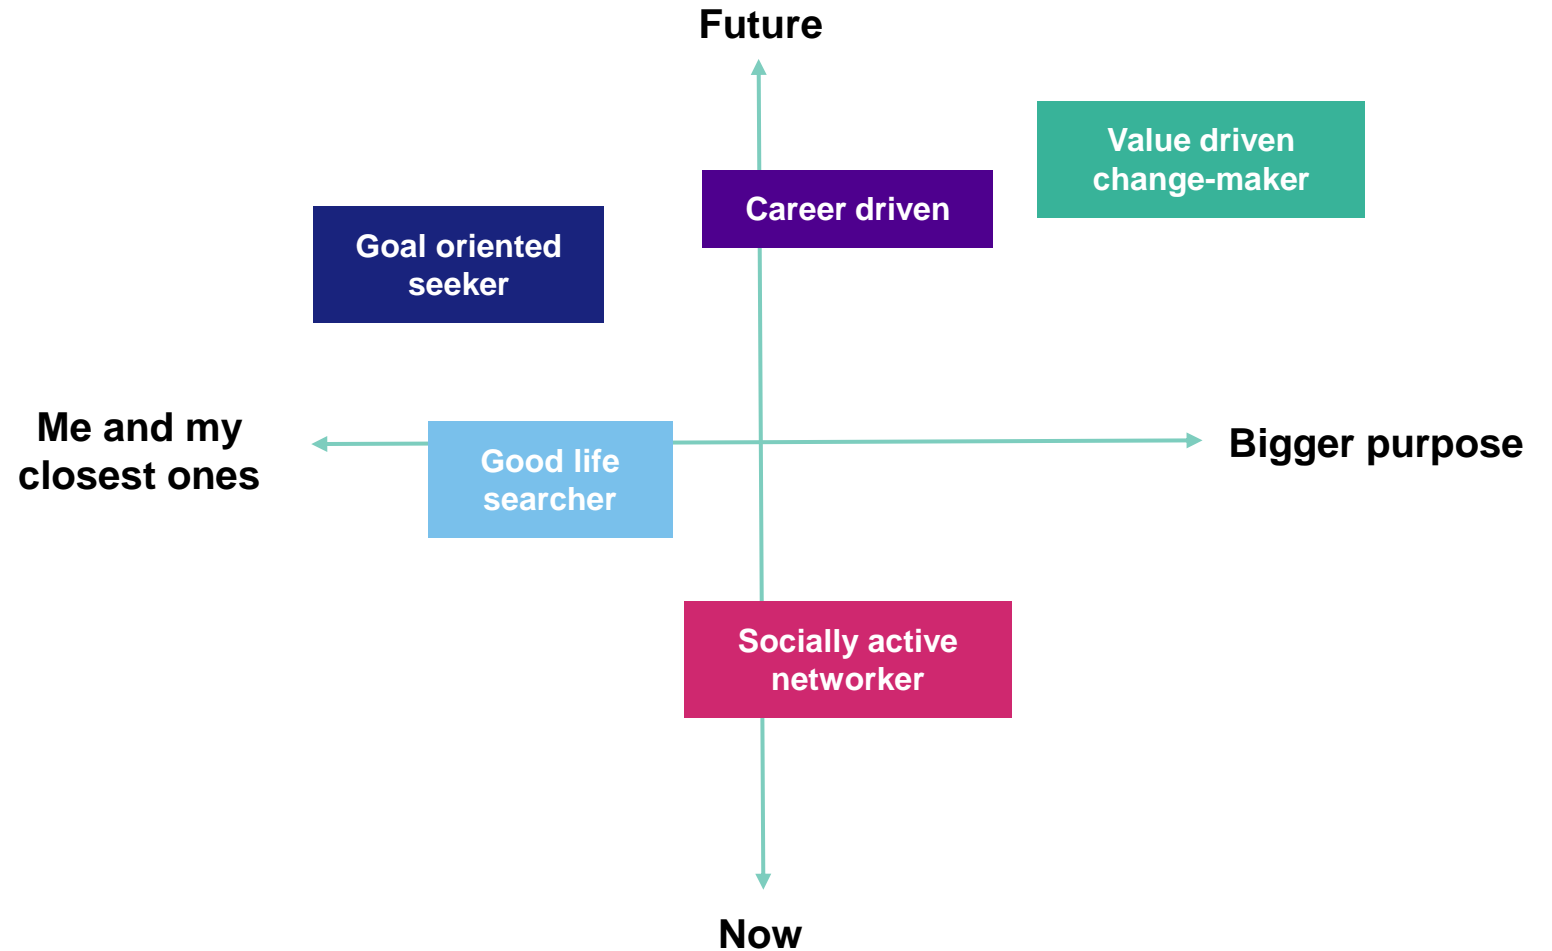 Future
Value driven
change-maker
Career driven
Goal oriented
seeker
Me and my
closest ones
Bigger purpose
Good life
searcher
Socially active
networker
Now